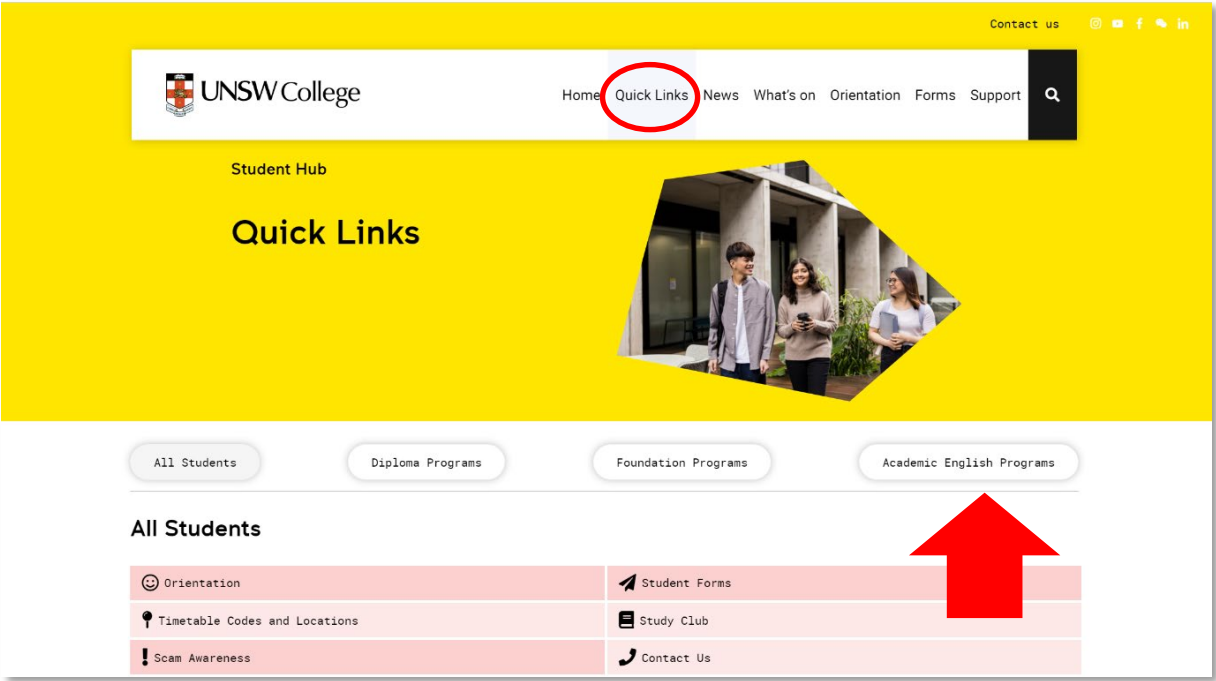 Contact us
UNSW College
Home Quick Links News What's on Orientation Forms Support
Student Hub
Quick Links
All Students Diploma Programs Foundation Programs Academic English Programs
All Students
Orientation Student Forms
Timetable Codes and Locations Study Club
Scam Awareness Contact Us